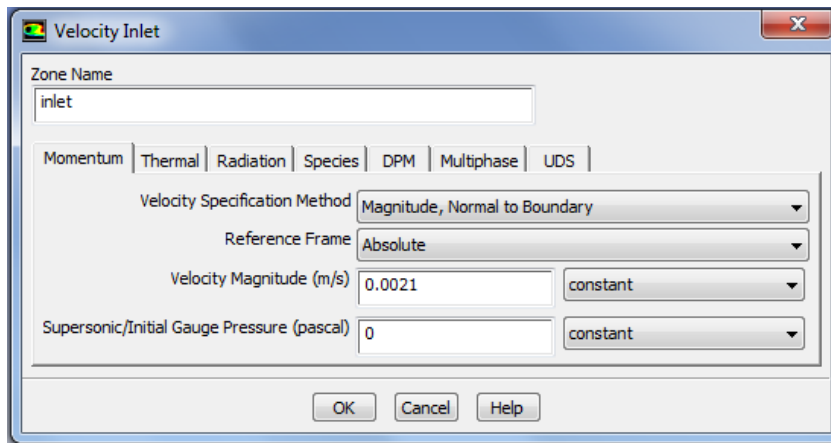 Velocity Inlet
Zone Name
inlet
Momentum Thermal Radiation Species DPM Multiphase UDS
Velocity Specification Method Magnitude, Normal to Boundary
Reference Frame Absolute
Velocity Magnitude (m/s) 0.0021 constant
Supersonic/Initial Gauge Pressure (pascal) 0 constant
OK Cancel Help